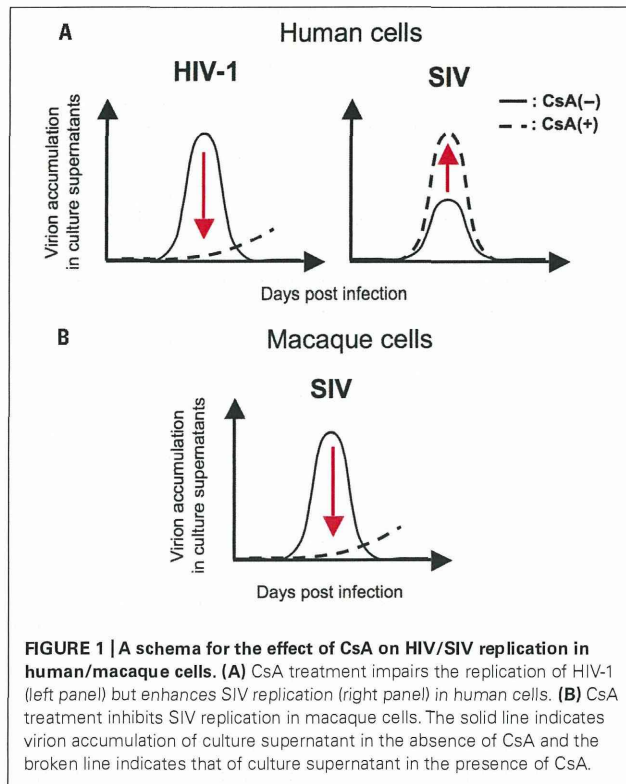 A
Human cells
HIV-1
SIV
— : CsA(−)
-- : CsA(+)
Virion accumulation
in culture supernatants
Days post infection
B
Macaque cells
SIV
Virion accumulation
in culture supernatants
Days post infection
FIGURE 1 | A schema for the effect of CsA on HIV/SIV replication in
human/macaque cells. (A) CsA treatment impairs the replication of HIV-1
(left panel) but enhances SIV replication (right panel) in human cells. (B) CsA
treatment inhibits SIV replication in macaque cells. The solid line indicates
virion accumulation of culture supernatant in the absence of CsA and the
broken line indicates that of culture supernatant in the presence of CsA.